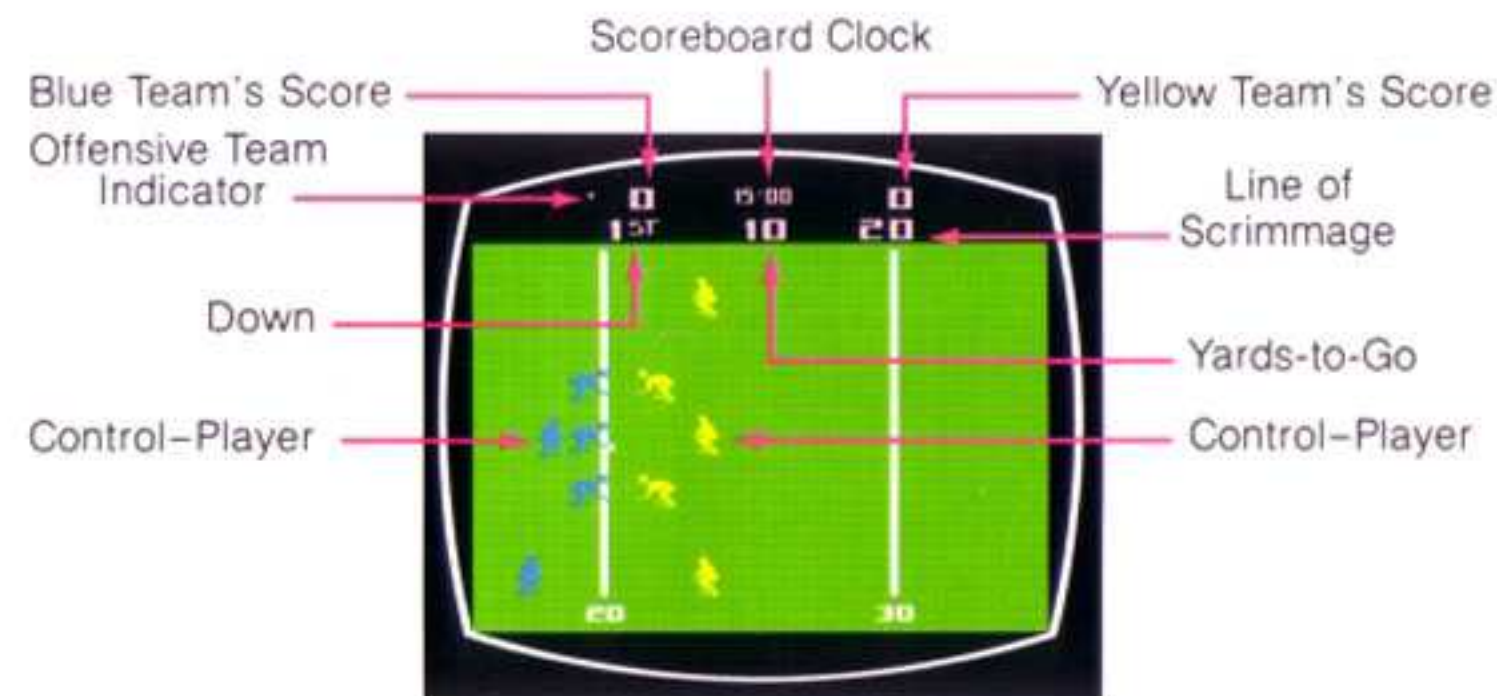 Scoreboard Clock
Blue Team's Score
Yellow Team's Score
Offensive Team
Indicator
Line of
Scrimmage
0 15:00 0
1ST 10 20
Down
Yards-to-Go
Control-Player
Control-Player
20 30